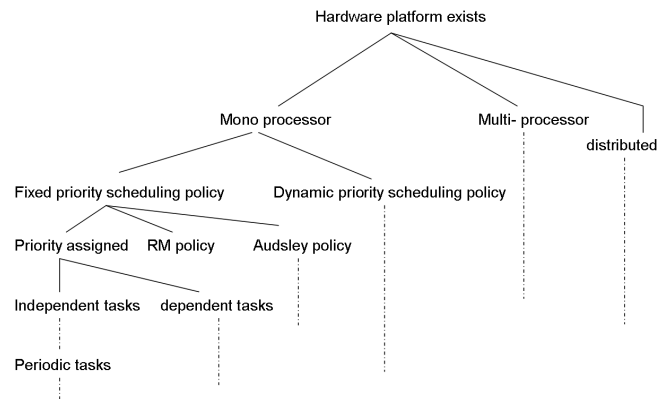 Hardware platform exists
Mono processor
Multi- processor
distributed
Fixed priority scheduling policy
Dynamic priority scheduling policy
Priority assigned
RM policy
Audsley policy
Independent tasks
dependent tasks
Periodic tasks